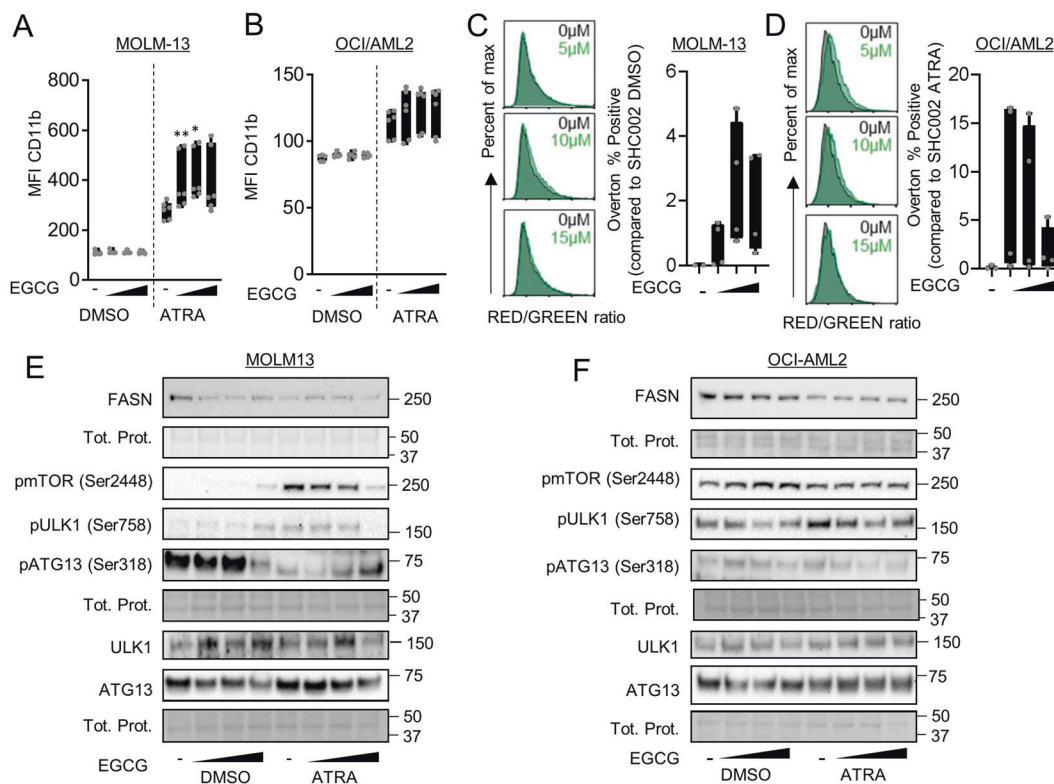 A
MOLM-13
MFI CD11b
800
600
400
200
0
** *
EGCG -
DMSO ATRA
B
OCI/AML2
MFI CD11b
150
100
50
0
EGCG -
DMSO ATRA
C
Percent of max
0µM
5µM
0µM
10µM
0µM
15µM
RED/GREEN ratio
MOLM-13
Overton % Positive
(compared to SHC002 DMSO)
6
4
2
0
EGCG -
D
Percent of max
0µM
5µM
0µM
10µM
0µM
15µM
RED/GREEN ratio
OCI/AML2
Overton % Positive
(compared to SHC002 ATRA)
20
15
10
5
0
EGCG -
E
MOLM13
FASN 250
Tot. Prot. 50
37
pmTOR (Ser2448) 250
pULK1 (Ser758) 150
pATG13 (Ser318) 75
Tot. Prot. 50
37
ULK1 150
ATG13 75
Tot. Prot. 50
37
EGCG - -
DMSO ATRA
F
OCI-AML2
FASN 250
Tot. Prot. 50
37
pmTOR (Ser2448) 250
pULK1 (Ser758) 150
pATG13 (Ser318) 75
Tot. Prot. 50
37
ULK1 150
ATG13 75
Tot. Prot. 50
37
EGCG - -
DMSO ATRA